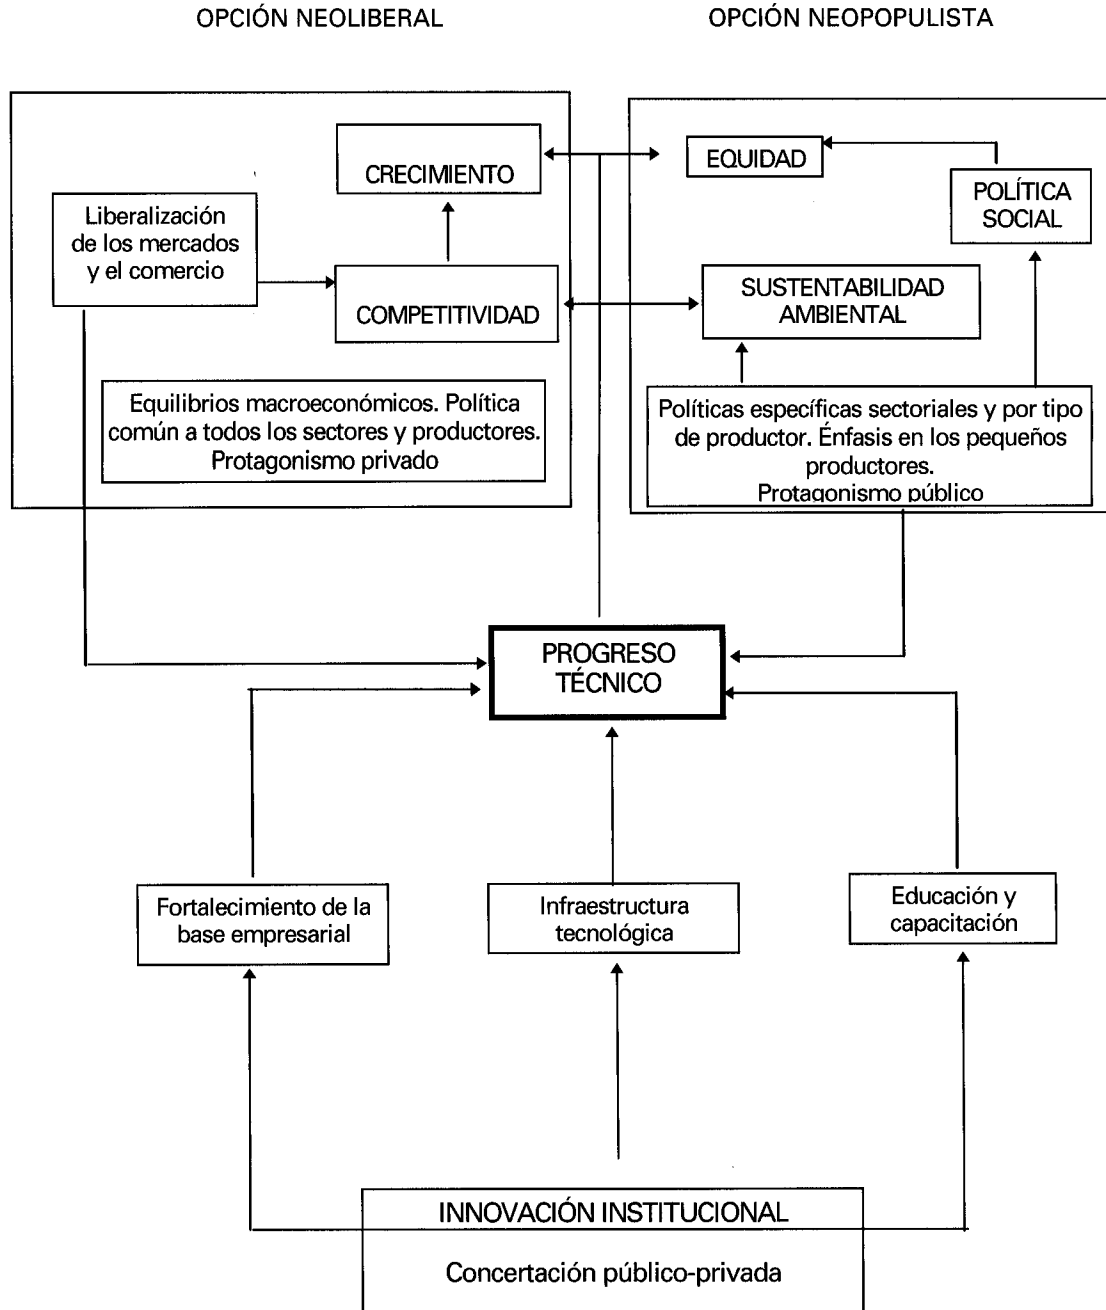 OPCIÓN NEOLIBERAL
OPCIÓN NEOPOPULISTA
CRECIMIENTO
Liberalización
de los mercados
y el comercio
COMPETITIVIDAD
Equilibrios macroeconómicos. Política
común a todos los sectores y productores.
Protagonismo privado
EQUIDAD
POLÍTICA
SOCIAL
SUSTENTABILIDAD
AMBIENTAL
Políticas específicas sectoriales y por tipo
de productor. Énfasis en los pequeños
productores.
Protagonismo público
PROGRESO
TÉCNICO
Fortalecimiento de la
base empresarial
Infraestructura
tecnológica
Educación y
capacitación
INNOVACIÓN INSTITUCIONAL
Concertación público-privada